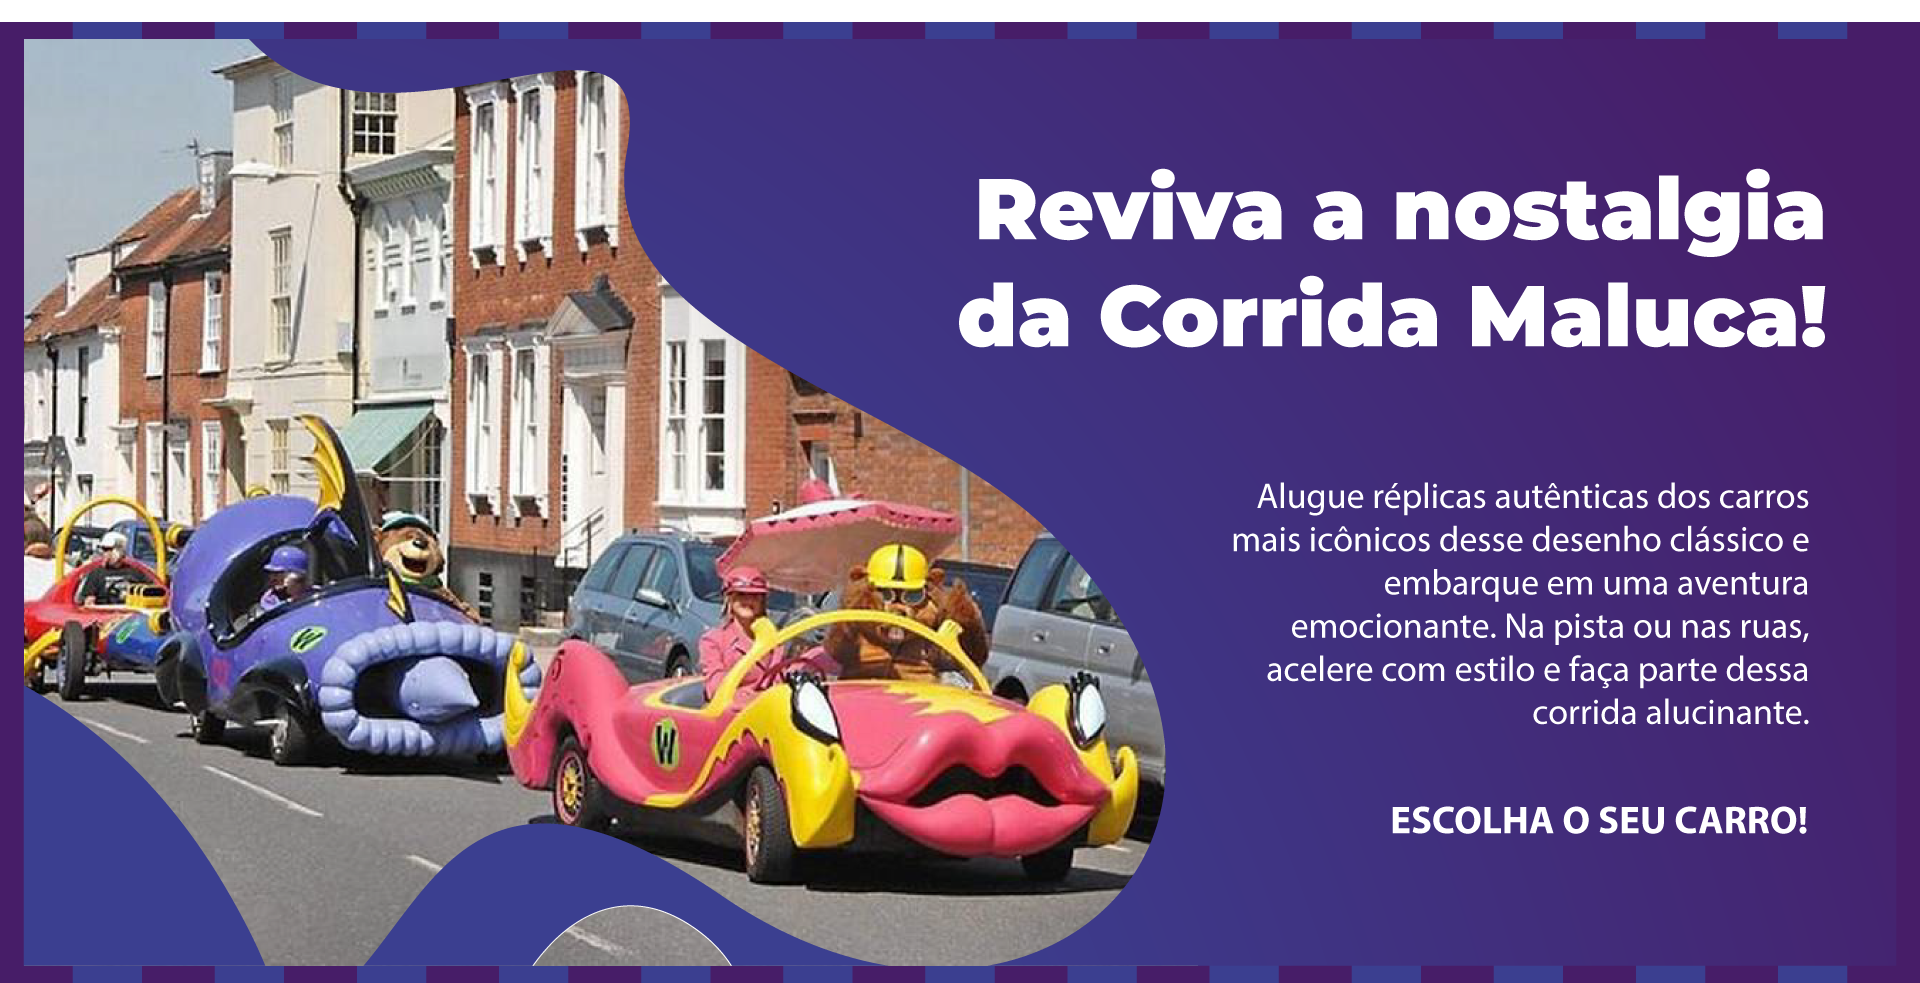 Reviva a nostalgia
da Corrida Maluca!
Alugue réplicas autênticas dos carros
mais icônicos desse desenho clássico e
embarque em uma aventura
emocionante. Na pista ou nas ruas,
acelere com estilo e faça parte dessa
corrida alucinante.
ESCOLHA O SEU CARRO!
W
W